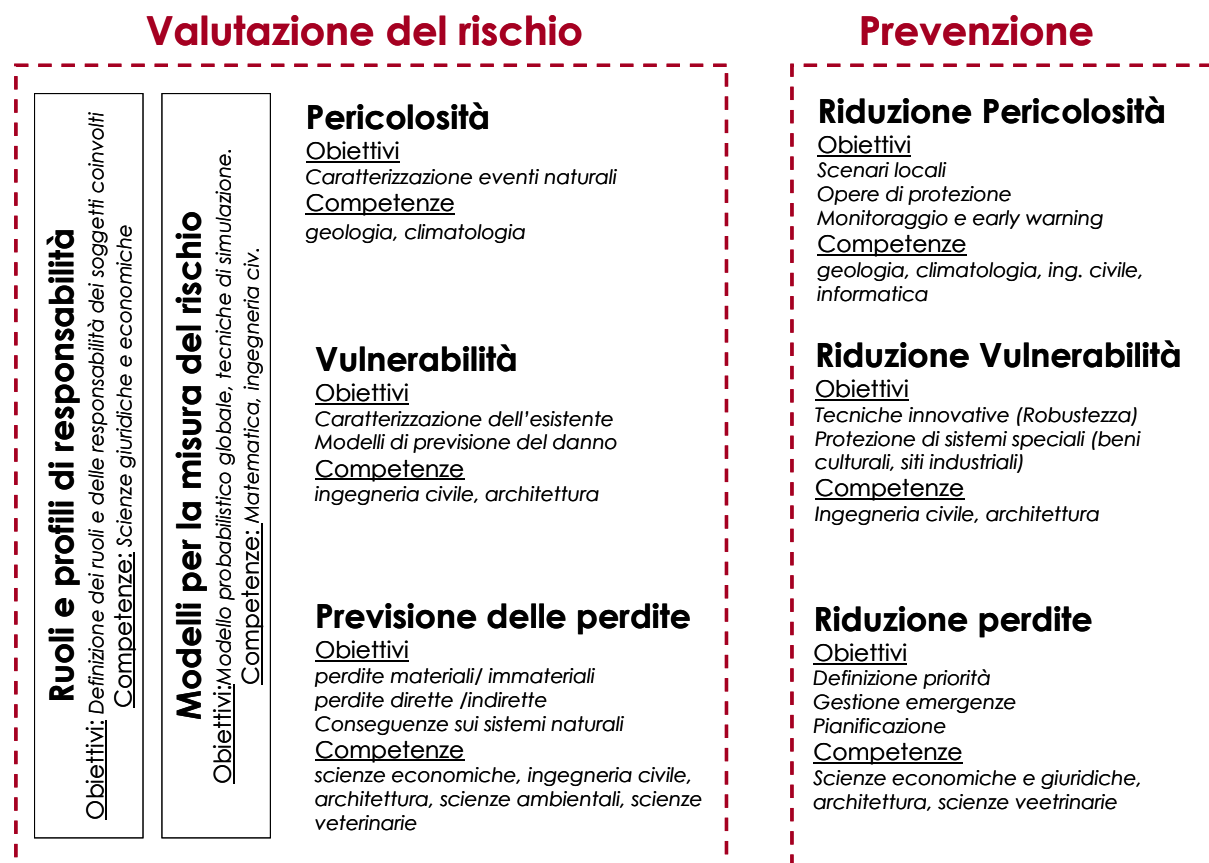 Valutazione del rischio
Prevenzione
Ruoli e profili di responsabilità
Obiettivi: Definizione dei ruoli e delle responsabilità dei soggetti coinvolti
Competenze: Scienze giuridiche e economiche
Modelli per la misura del rischio
Obiettivi:Modello probabilistico globale, tecniche di simulazione.
Competenze: Matematica, ingegneria civ.
Pericolosità
Obiettivi
Caratterizzazione eventi naturali
Competenze
geologia, climatologia
Vulnerabilità
Obiettivi
Caratterizzazione dell'esistente
Modelli di previsione del danno
Competenze
ingegneria civile, architettura
Previsione delle perdite
Obiettivi
perdite materiali/ immateriali
perdite dirette /indirette
Conseguenze sui sistemi naturali
Competenze
scienze economiche, ingegneria civile,
architettura, scienze ambientali, scienze
veterinarie
Riduzione Pericolosità
Obiettivi
Scenari locali
Opere di protezione
Monitoraggio e early warning
Competenze
geologia, climatologia, ing. civile,
informatica
Riduzione Vulnerabilità
Obiettivi
Tecniche innovative (Robustezza)
Protezione di sistemi speciali (beni
culturali, siti industriali)
Competenze
Ingegneria civile, architettura
Riduzione perdite
Obiettivi
Definizione priorità
Gestione emergenze
Pianificazione
Competenze
Scienze economiche e giuridiche,
architettura, scienze veetrinarie